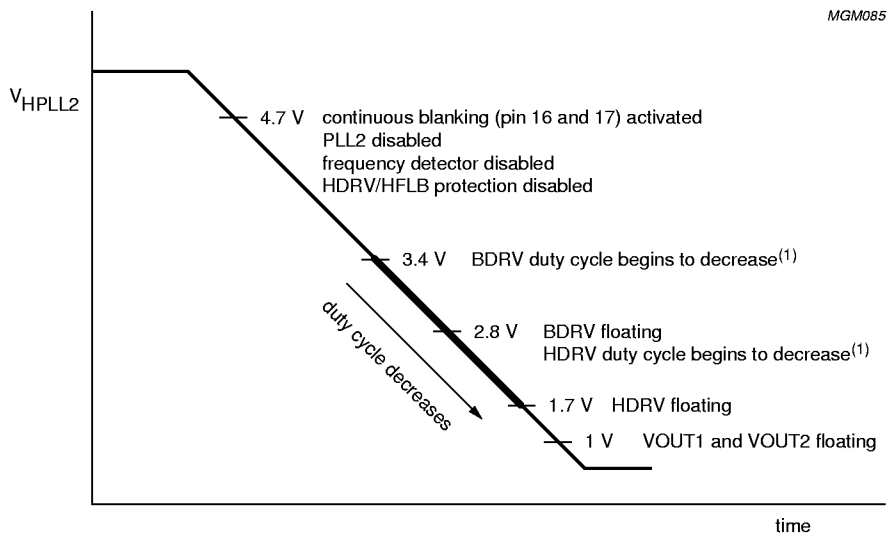 MGM085
VHPLL2
4.7 V continuous blanking (pin 16 and 17) activated
PLL2 disabled
frequency detector disabled
HDRV/HFLB protection disabled
3.4 V BDRV duty cycle begins to decrease(1)
duty cycle decreases
2.8 V BDRV floating
HDRV duty cycle begins to decrease(1)
1.7 V HDRV floating
1 V VOUT1 and VOUT2 floating
time